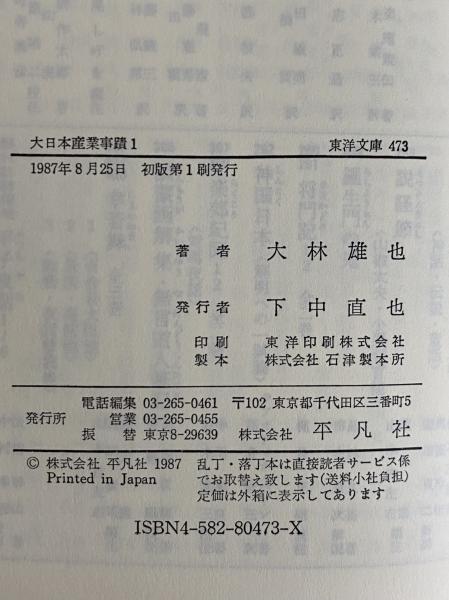 大日本産業事蹟1 東洋文庫 473
1987年8月25日 初版第1刷発行
著者 大林雄也
発行者 下中直也
印刷 東洋印刷株式会社
製本 株式会社 石津製本所
電話編集 03-265-0461 〒102 東京都千代田区三番町5
発行所 営業 03-265-0455
振替 東京8-29639 株式会社 平凡社
© 株式会社 平凡社 1987 乱丁・落丁本は直接読者サービス係
Printed in Japan でお取替え致します(送料小社負担)
定価は外箱に表示してあります
ISBN4-582-80473-X